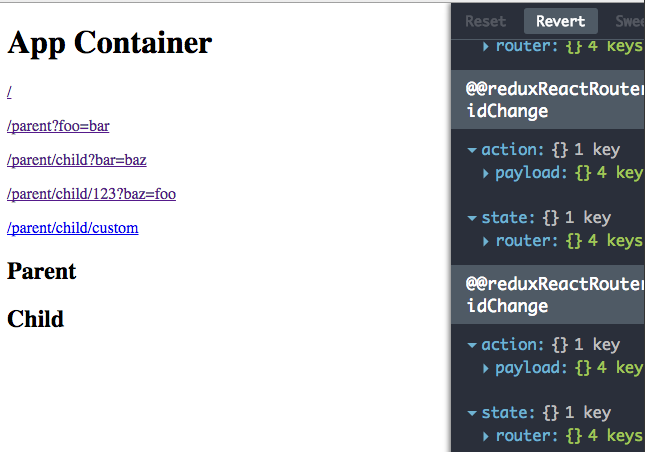 App Container
/
/parent?foo=bar
/parent/child?bar=baz
/parent/child/123?baz=foo
/parent/child/custom
Parent
Child
Reset Revert Swee
router: {} 4 keys
@@reduxReactRouter
idChange
action: {} 1 key
payload: {} 4 key
state: {} 1 key
router: {} 4 keys
@@reduxReactRouter
idChange
action: {} 1 key
payload: {} 4 key
state: {} 1 key
router: {} 4 keys